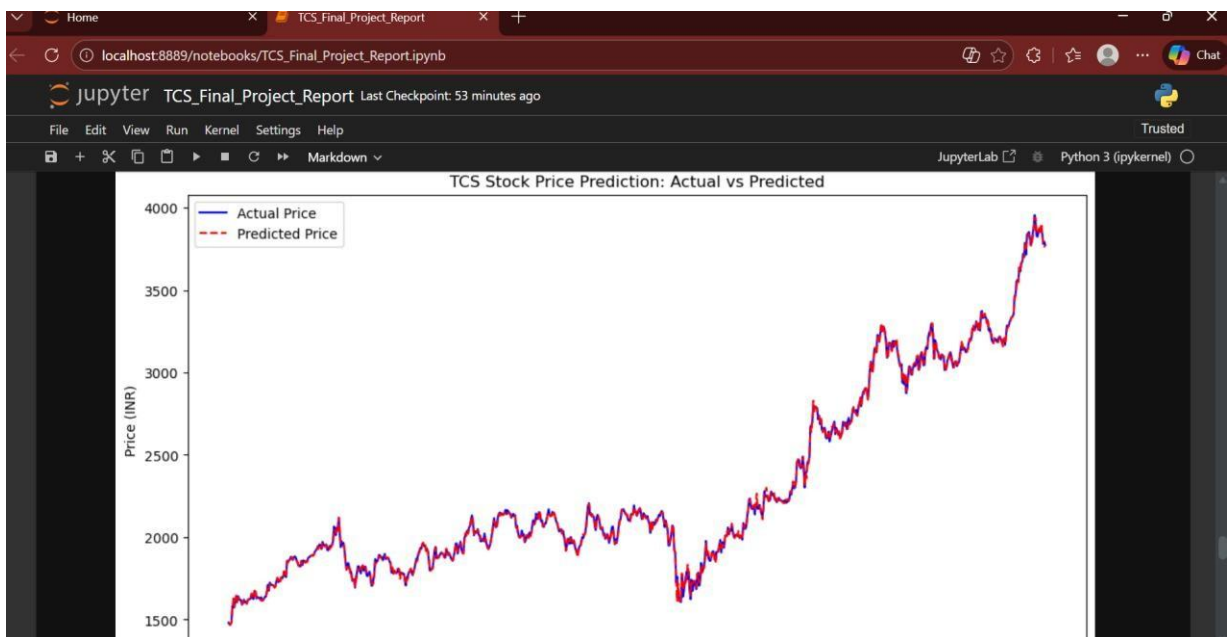 Home
TCS_Final_Project_Report
localhost:8889/notebooks/TCS_Final_Project_Report.ipynb
Chat
jupyter TCS_Final_Project_Report Last Checkpoint: 53 minutes ago
File Edit View Run Kernel Settings Help
Trusted
Markdown
JupyterLab
Python 3 (ipykernel)
TCS Stock Price Prediction: Actual vs Predicted
Actual Price
Predicted Price
4000
3500
3000
2500
2000
1500
Price (INR)